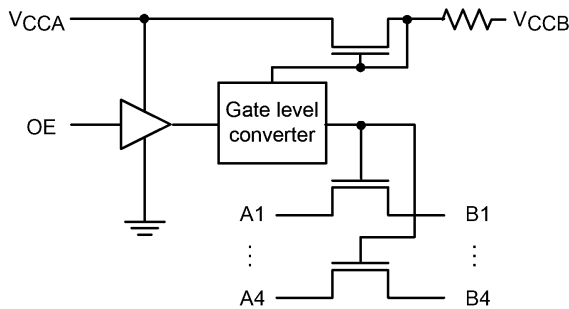 VCCA VCCB
OE
Gate level
converter
A1 B1
⋮ ⋮
A4 B4